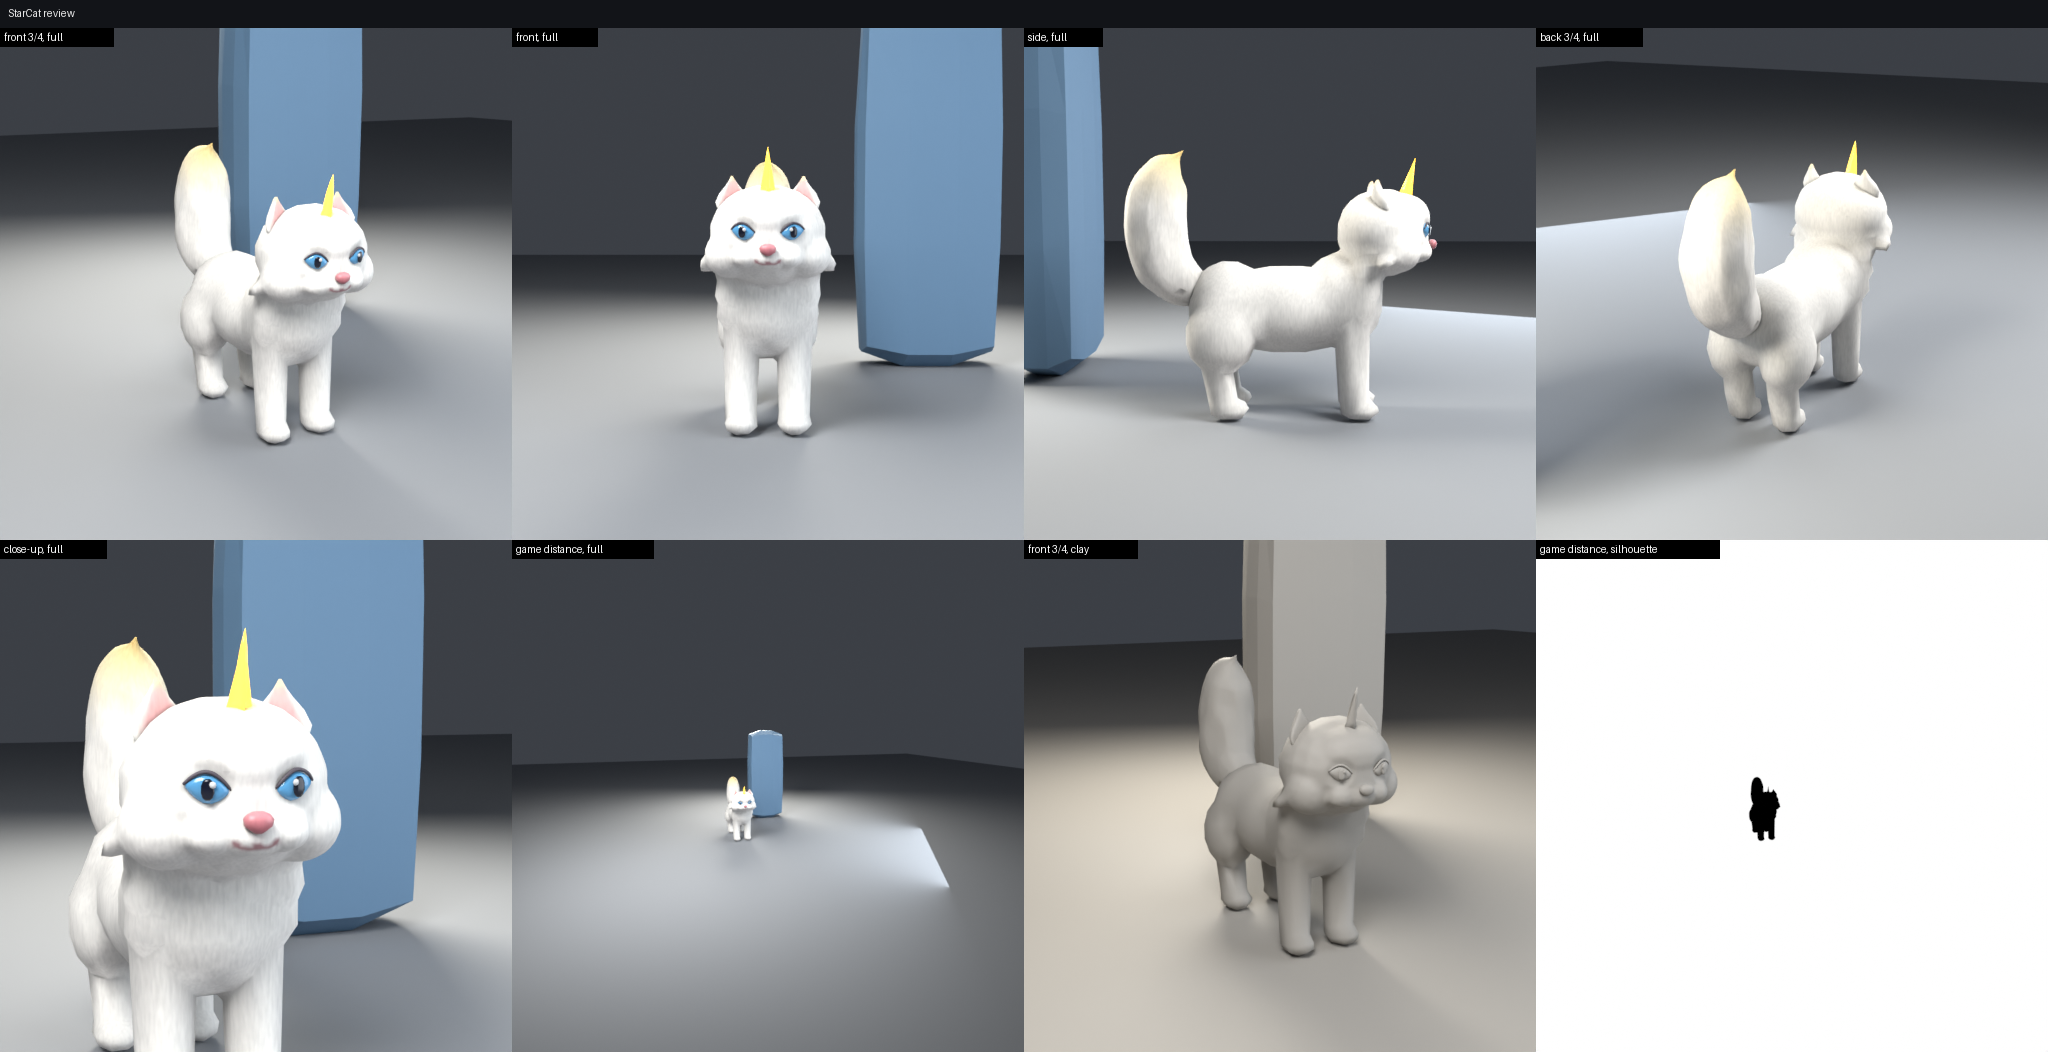 StarCat review
front 3/4, full
front, full
side, full
back 3/4, full
close-up, full
game distance, full
front 3/4, clay
game distance, silhouette